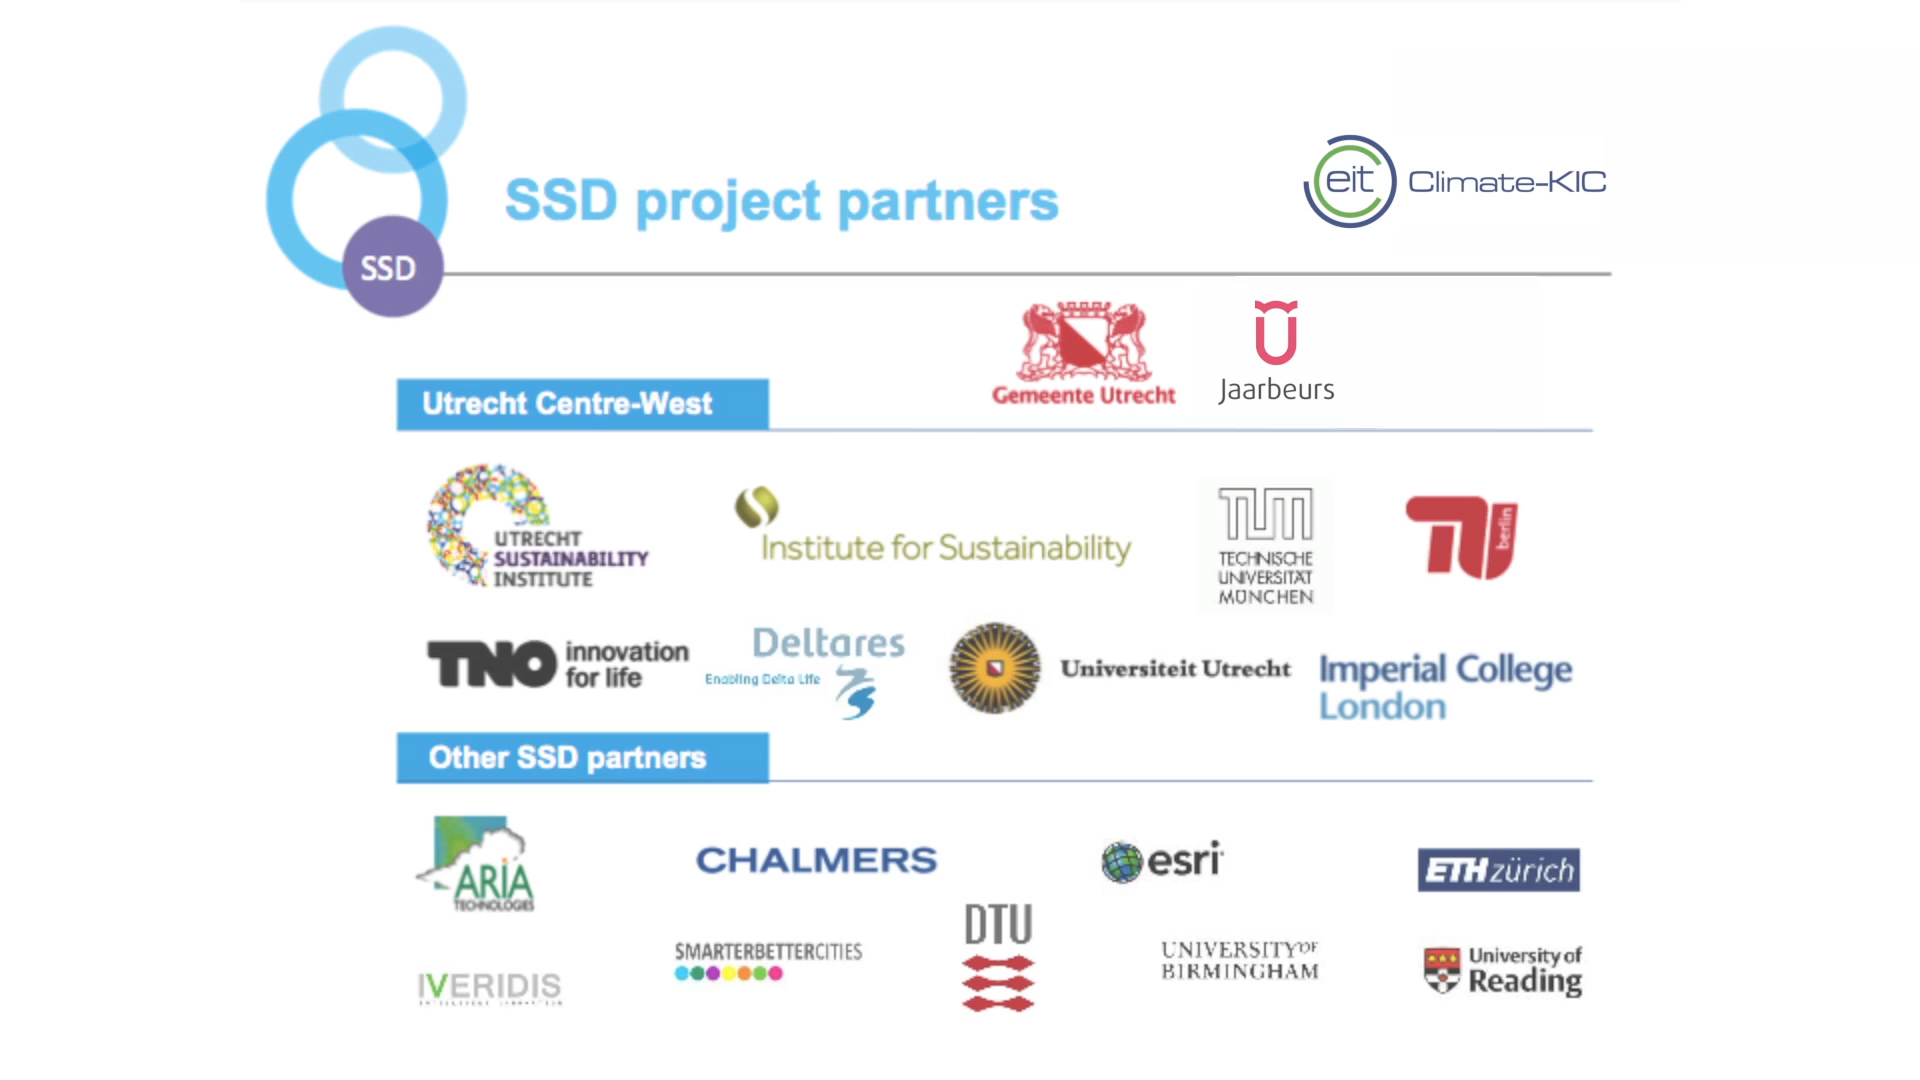 SSD project partners
eit Climate-KIC
SSD
Gemeente Utrecht
Jaarbeurs
Utrecht Centre-West
UTRECHT
SUSTAINABILITY
INSTITUTE
Institute for Sustainability
TUM
TECHNISCHE
UNIVERSITÄT
MÜNCHEN
TU berlin
TNO innovation
for life
Deltares
Enabling Delta Life
Universiteit Utrecht
Imperial College
London
Other SSD partners
ARIA
TECHNOLOGIES
CHALMERS
esri
ETH zürich
IVERIDIS
SMARTERBETTERCITIES
DTU
UNIVERSITY OF
BIRMINGHAM
University of
Reading